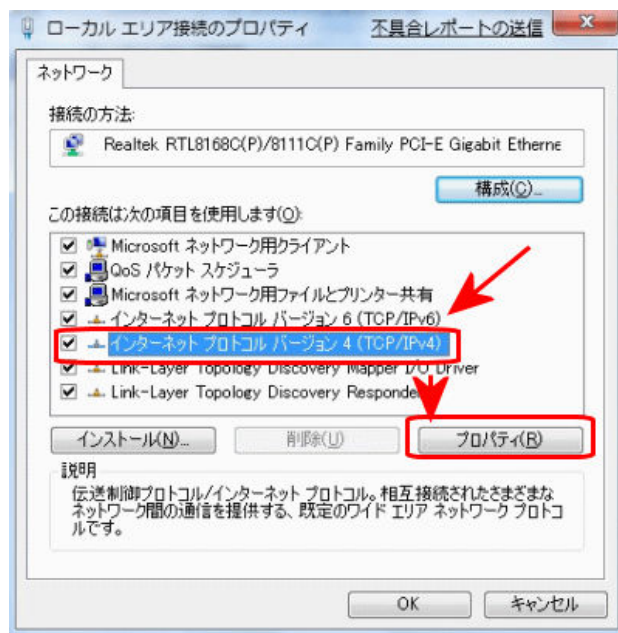 ローカル エリア接続のプロパティ 不具合レポートの送信
ネットワーク
接続の方法:
Realtek RTL8168C(P)/8111C(P) Family PCI-E Gigabit Etherne
構成(C)...
この接続は次の項目を使用します(O):
Microsoft ネットワーク用クライアント
QoS パケット スケジューラ
Microsoft ネットワーク用ファイルとプリンター共有
インターネット プロトコル バージョン 6 (TCP/IPv6)
インターネット プロトコル バージョン 4 (TCP/IPv4)
Link-Layer Topology Discovery Mapper I/O Driver
Link-Layer Topology Discovery Responder
インストール(N)... 削除(U) プロパティ(R)
説明
伝送制御プロトコル/インターネット プロトコル。相互接続されたさまざまな
ネットワーク間の通信を提供する、既定のワイド エリア ネットワーク プロトコ
ルです。
OK キャンセル